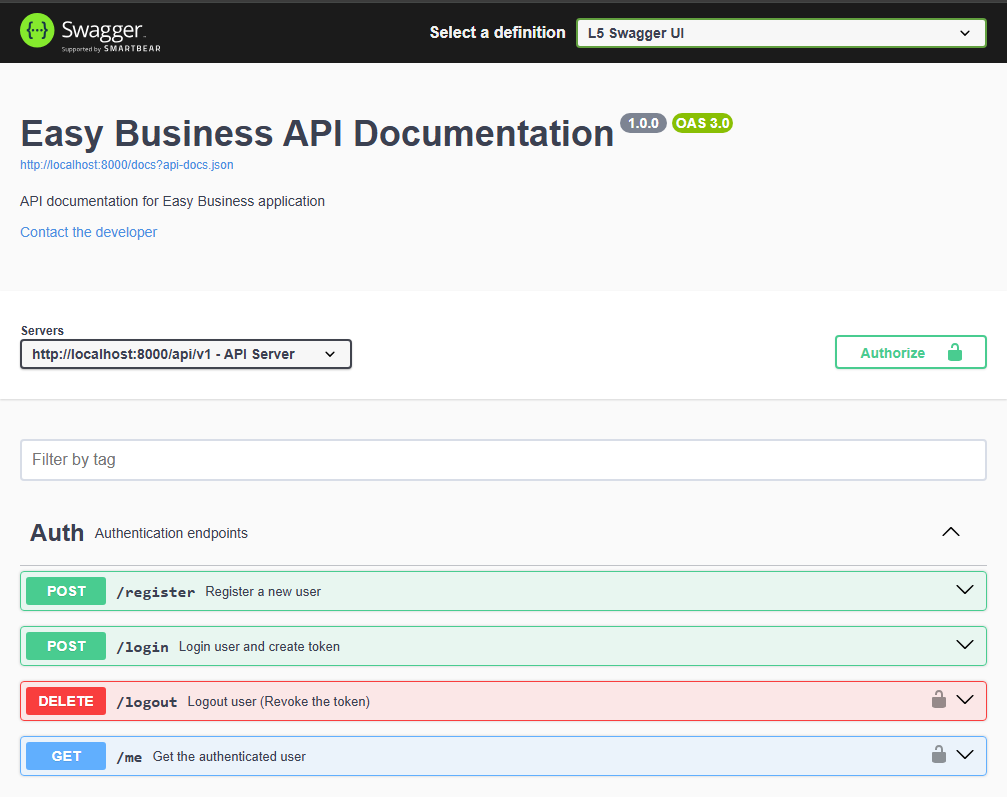 {···} Swagger.
Supported by SMARTBEAR
Select a definition
L5 Swagger UI
Easy Business API Documentation 1.0.0 OAS 3.0
http://localhost:8000/docs?api-docs.json
API documentation for Easy Business application
Contact the developer
Servers
http://localhost:8000/api/v1 - API Server
Authorize
Filter by tag
Auth Authentication endpoints
POST /register Register a new user
POST /login Login user and create token
DELETE /logout Logout user (Revoke the token)
GET /me Get the authenticated user